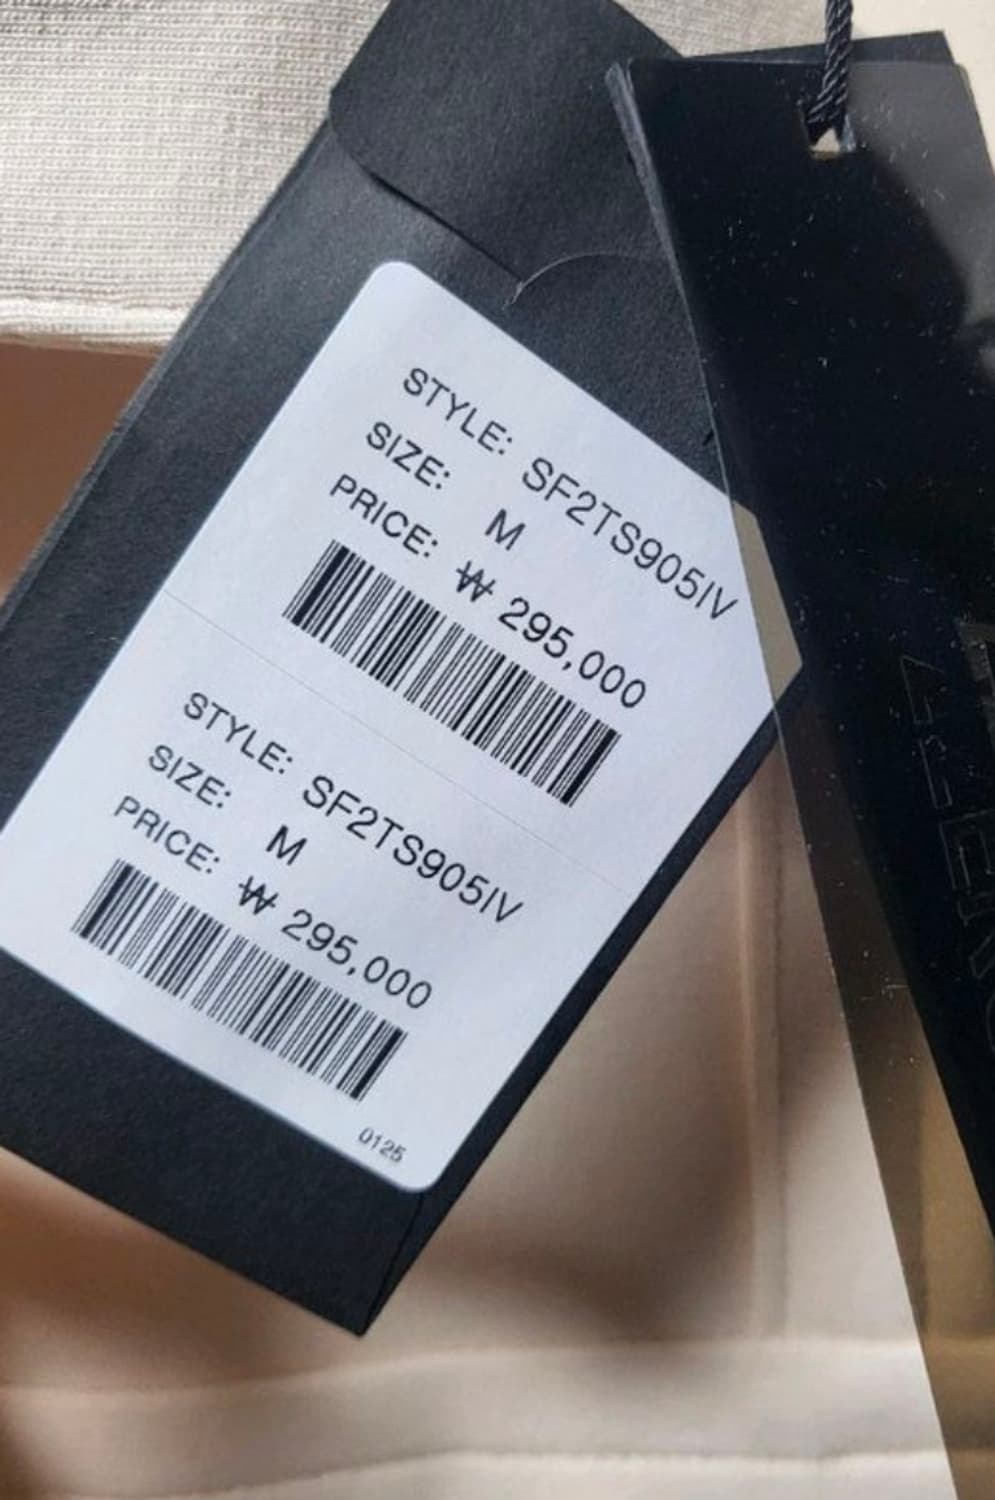 STYLE: SF2TS905IV
SIZE: M
PRICE: ₩ 295,000
STYLE: SF2TS905IV
SIZE: M
PRICE: ₩ 295,000
0125